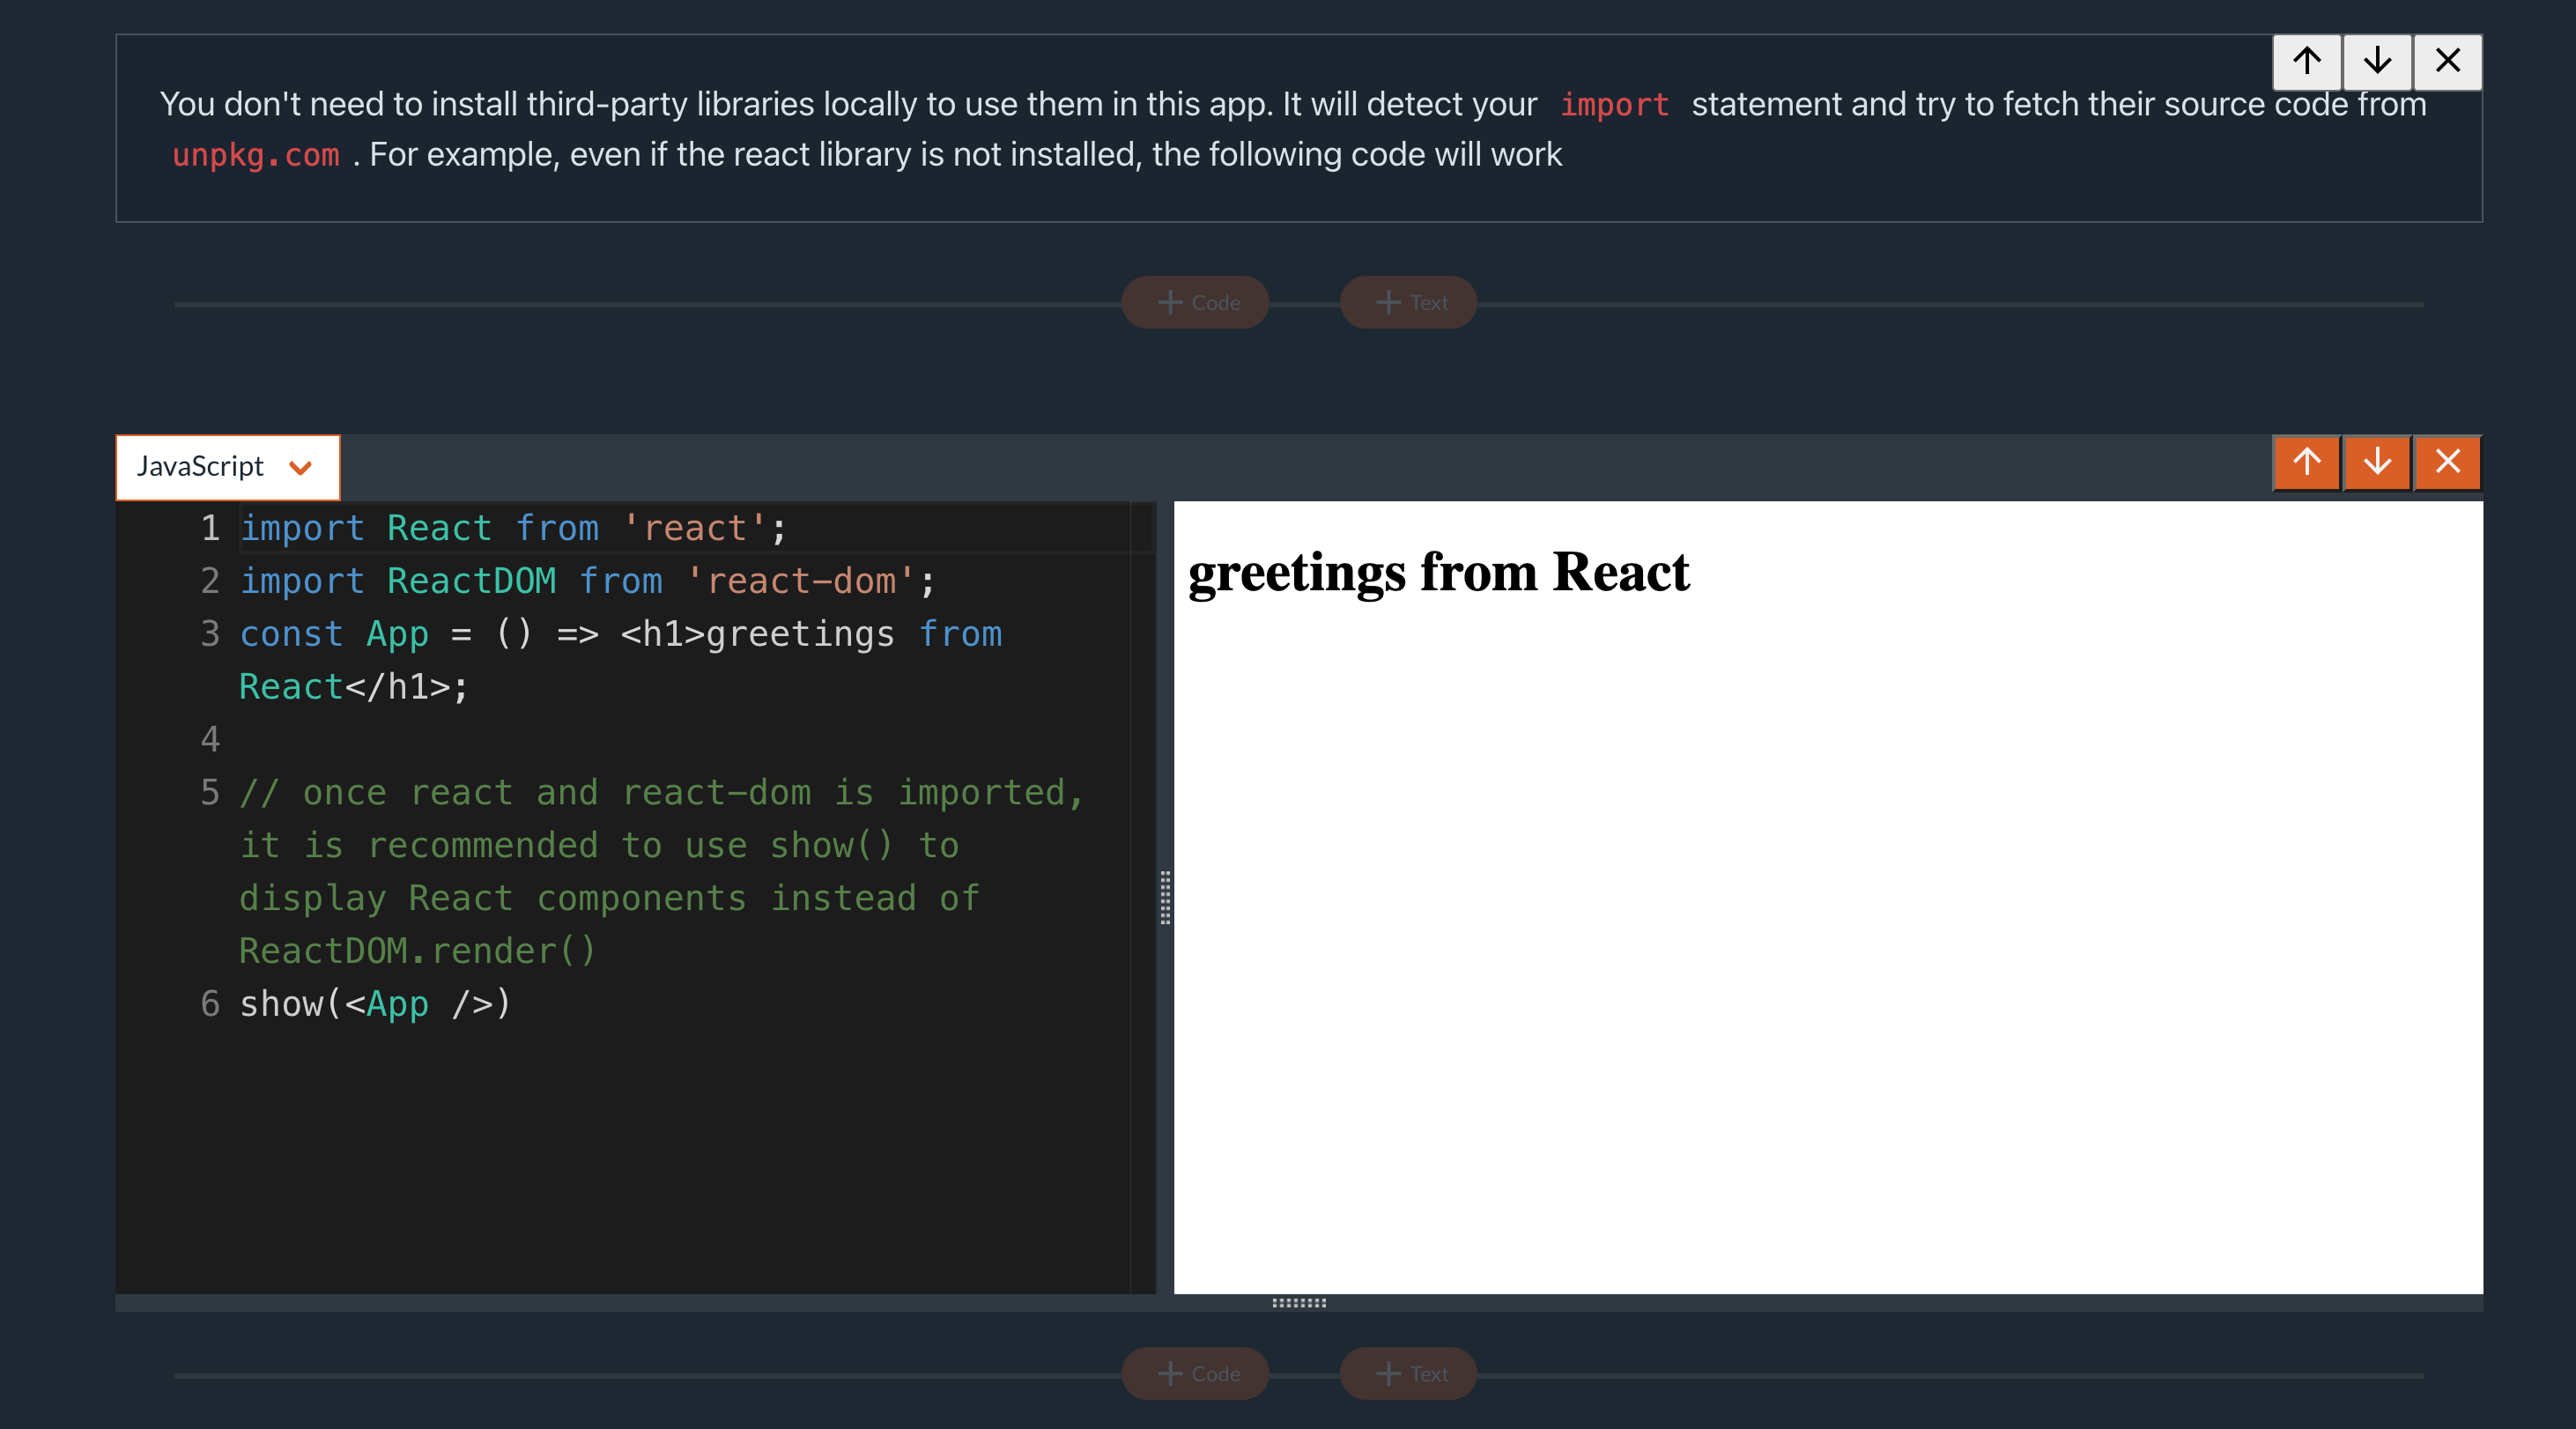 You don't need to install third-party libraries locally to use them in this app. It will detect your import statement and try to fetch their source code from
unpkg.com . For example, even if the react library is not installed, the following code will work
+ Code + Text
JavaScript
1 import React from 'react';
2 import ReactDOM from 'react-dom';
3 const App = () => <h1>greetings from
React</h1>;
4
5 // once react and react-dom is imported,
it is recommended to use show() to
display React components instead of
ReactDOM.render()
6 show(<App />)
greetings from React
+ Code + Text